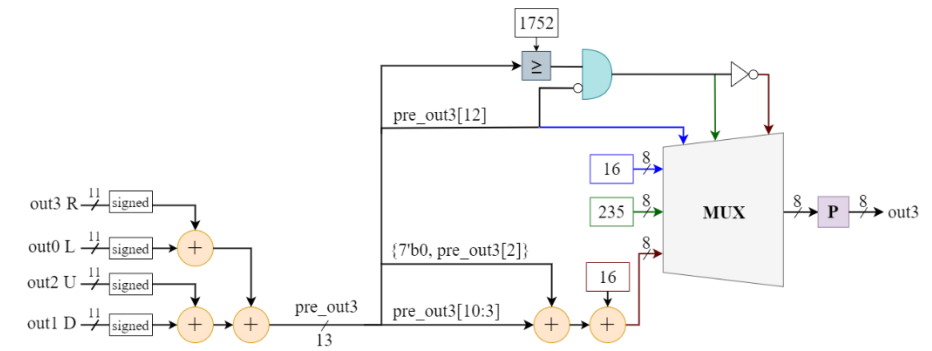 1752
≥
pre_out3[12]
16
8
235
8
MUX
8
P
8
out3
out3 R
11
signed
out0 L
11
signed
+
out2 U
11
signed
out1 D
11
signed
+
+
pre_out3
13
{7'b0, pre_out3[2]}
pre_out3[10:3]
+
16
+
8